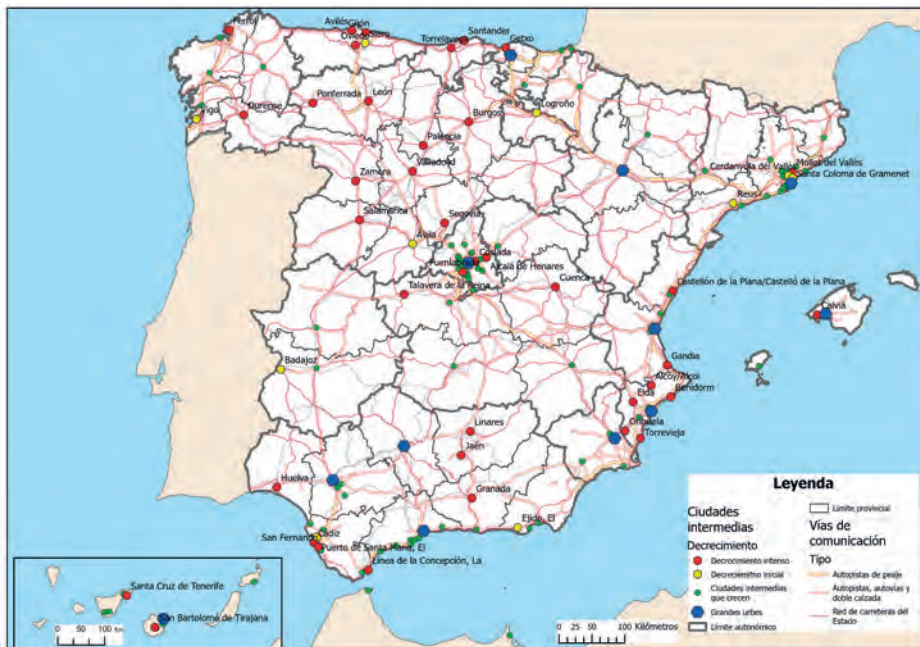 Ferrol
Avilés
Gijón
Siero
Oviedo
Santander
Torrelavega
Getxo
Vigo
Ourense
Ponferrada
León
Burgos
Logroño
Palencia
Valladolid
Zamora
Salamanca
Segovia
Ávila
Coslada
Fuenlabrada
Alcalá de Henares
Talavera de la Reina
Cuenca
Cerdanyola del Vallès
Mollet del Vallès
Santa Coloma de Gramenet
Reus
Castellón de la Plana/Castelló de la Plana
Calvià
Badajoz
Gandia
Alcoy/Alcoi
Benidorm
Elda
Orihuela
Torrevieja
Linares
Jaén
Huelva
Granada
Ejido, El
Cádiz
San Fernando
Puerto de Santa María, El
Línea de la Concepción, La
Santa Cruz de Tenerife
San Bartolomé de Tirajana
0 50 100 Km
0 25 50 100 Kilómetros
Leyenda
Ciudades
intermedias
Decrecimiento
Decrecimiento intenso
Decreciemitno inicial
Ciudades intermedias
que crecen
Grandes urbes
Límite autonómico
Límite provincial
Vías de
comunicación
Tipo
Autopistas de peaje
Autopistas, autovías y
doble calzada
Red de carreteras del
Estado